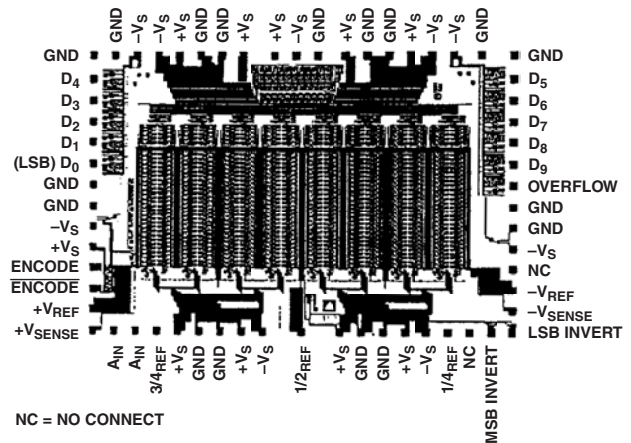 GND
–VS
–VS
+VS
GND
GND
+VS
+VS
–VS
GND
+VS
GND
GND
+VS
–VS
–VS
GND
GND
D4
D3
D2
D1
(LSB) D0
GND
GND
–VS
+VS
ENCODE
ENCODE
+VREF
+VSENSE
GND
D5
D6
D7
D8
D9
OVERFLOW
GND
GND
–VS
NC
–VREF
–VSENSE
LSB INVERT
AIN
AIN
3/4REF
+VS
GND
GND
+VS
–VS
1/2REF
+VS
GND
GND
+VS
–VS
1/4REF
NC
MSB INVERT
NC = NO CONNECT